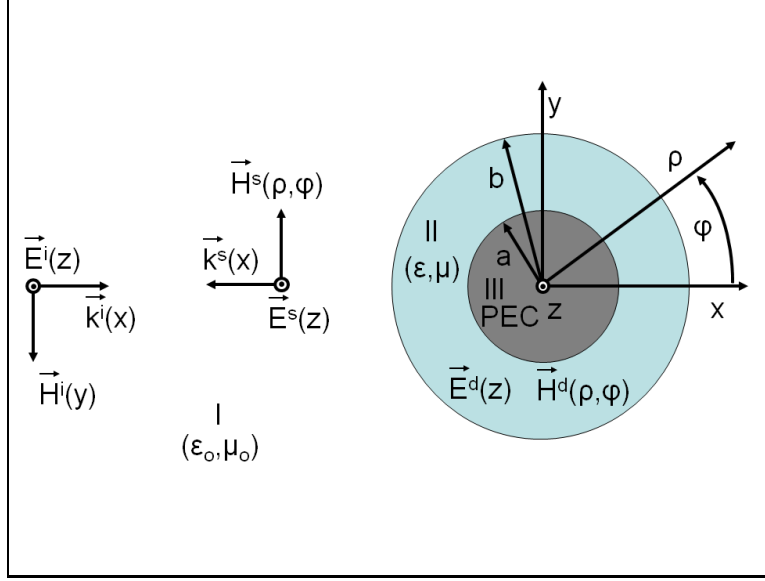 y
ρ
b
H⃗ˢ(ρ,φ)
II
φ
E⃗ⁱ(z)
k⃗ˢ(x)
(ε,μ)
a
III
k⃗ⁱ(x)
E⃗ˢ(z)
PEC
z
x
H⃗ⁱ(y)
E⃗ᵈ(z)
H⃗ᵈ(ρ,φ)
I
(εₒ,μₒ)